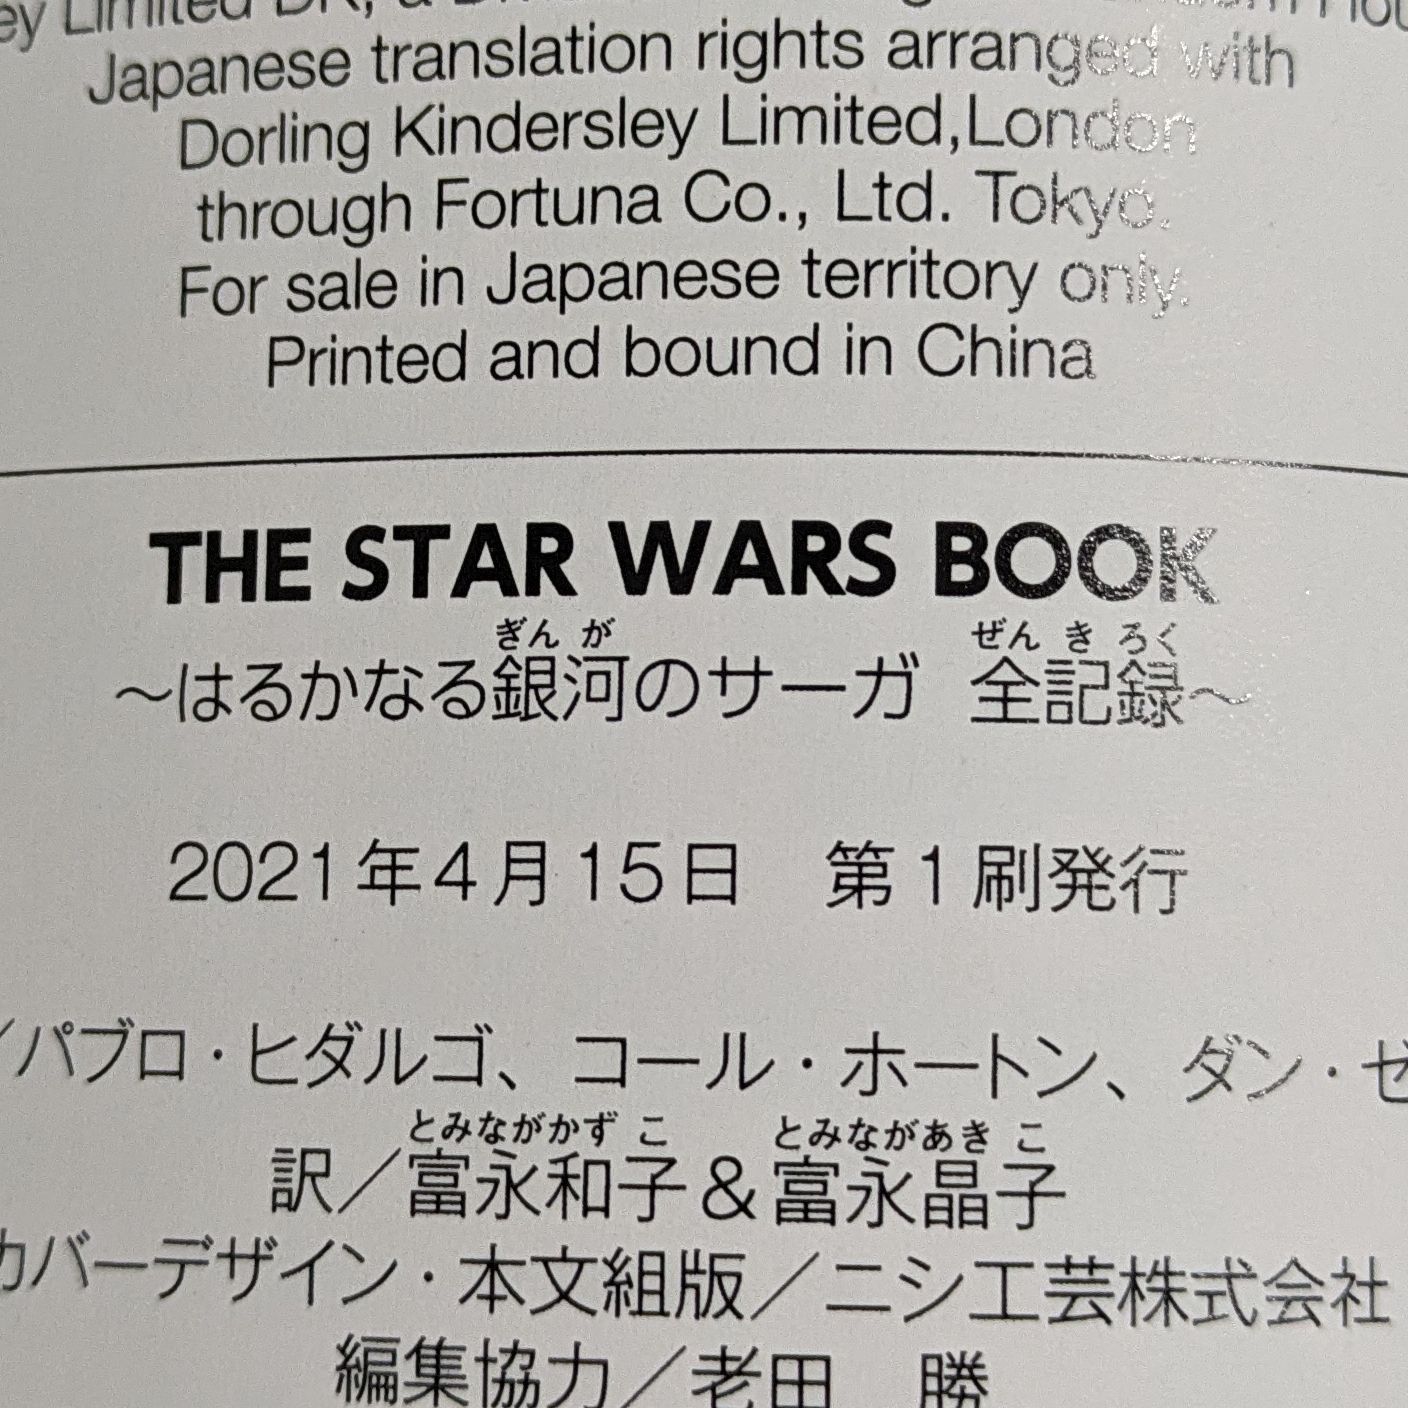 Japanese translation rights arranged with
Dorling Kindersley Limited,London
through Fortuna Co., Ltd. Tokyo.
For sale in Japanese territory only.
Printed and bound in China
THE STAR WARS BOOK
ぎん が ぜん き ろく
～はるかなる銀河のサーガ 全記録～
2021年4月15日 第1刷発行
／パブロ・ヒダルゴ、コール・ホートン、ダン・ゼ
とみながかず こ とみながあき こ
訳／富永和子&富永晶子
カバーデザイン・本文組版／ニシ工芸株式会社
編集協力／老田 勝